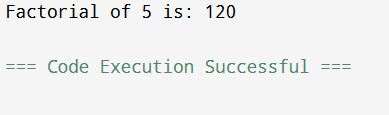 Factorial of 5 is: 120
=== Code Execution Successful ===